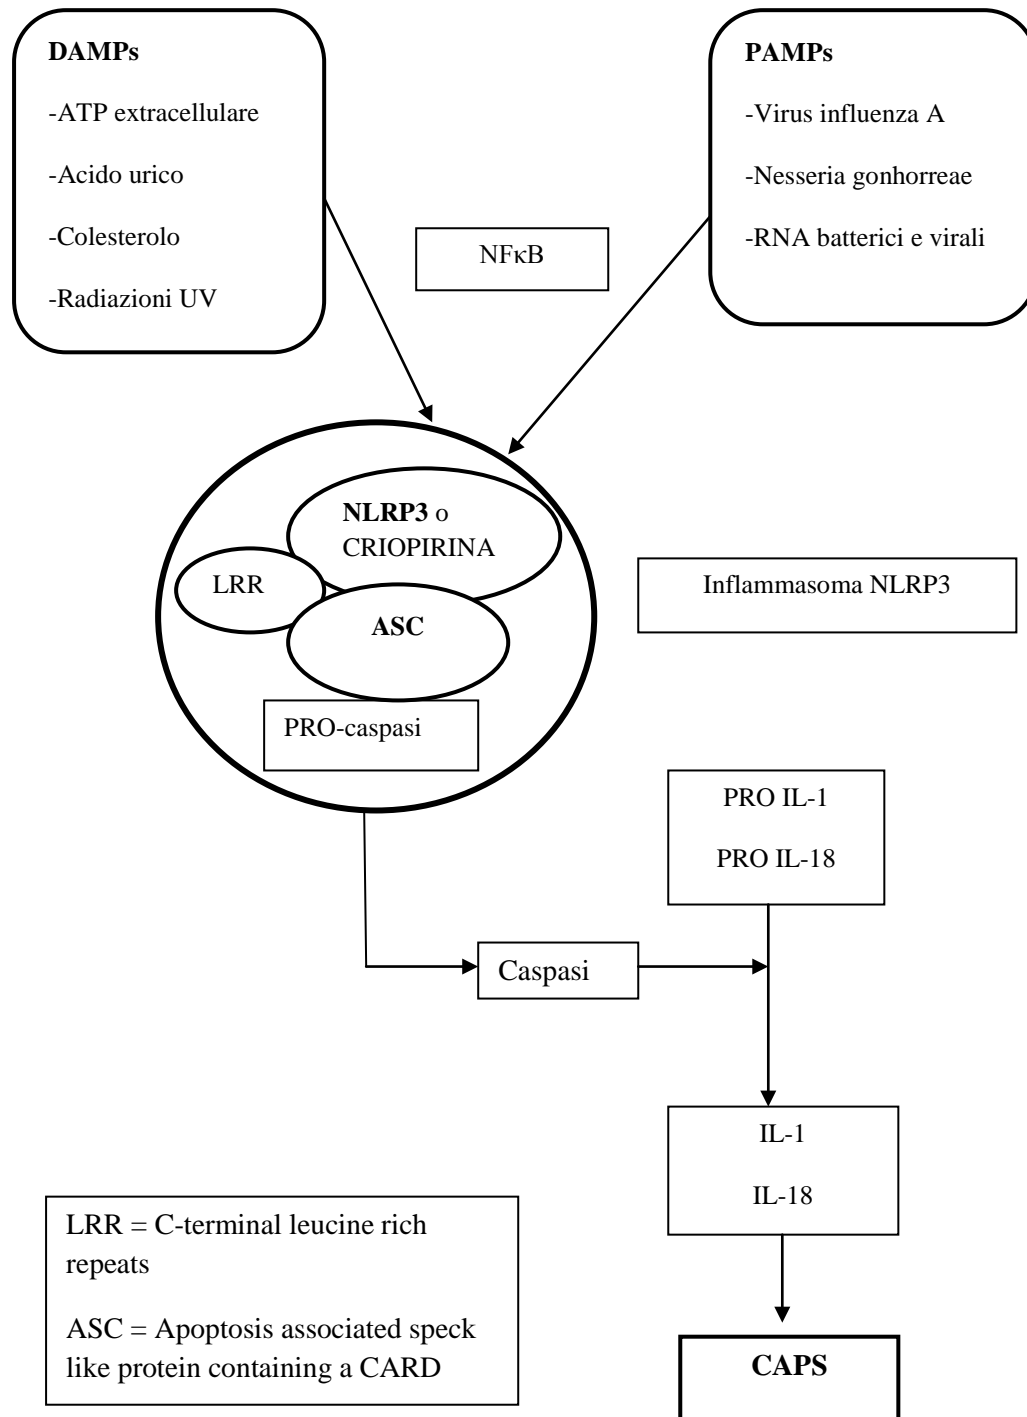 DAMPs
-ATP extracellulare
-Acido urico
-Colesterolo
-Radiazioni UV
PAMPs
-Virus influenza A
-Nesseria gonhorreae
-RNA batterici e virali
NFκB
NLRP3 o
CRIOPIRINA
LRR
ASC
PRO-caspasi
Inflammasoma NLRP3
PRO IL-1
PRO IL-18
Caspasi
IL-1
IL-18
LRR = C-terminal leucine rich
repeats
ASC = Apoptosis associated speck
like protein containing a CARD
CAPS